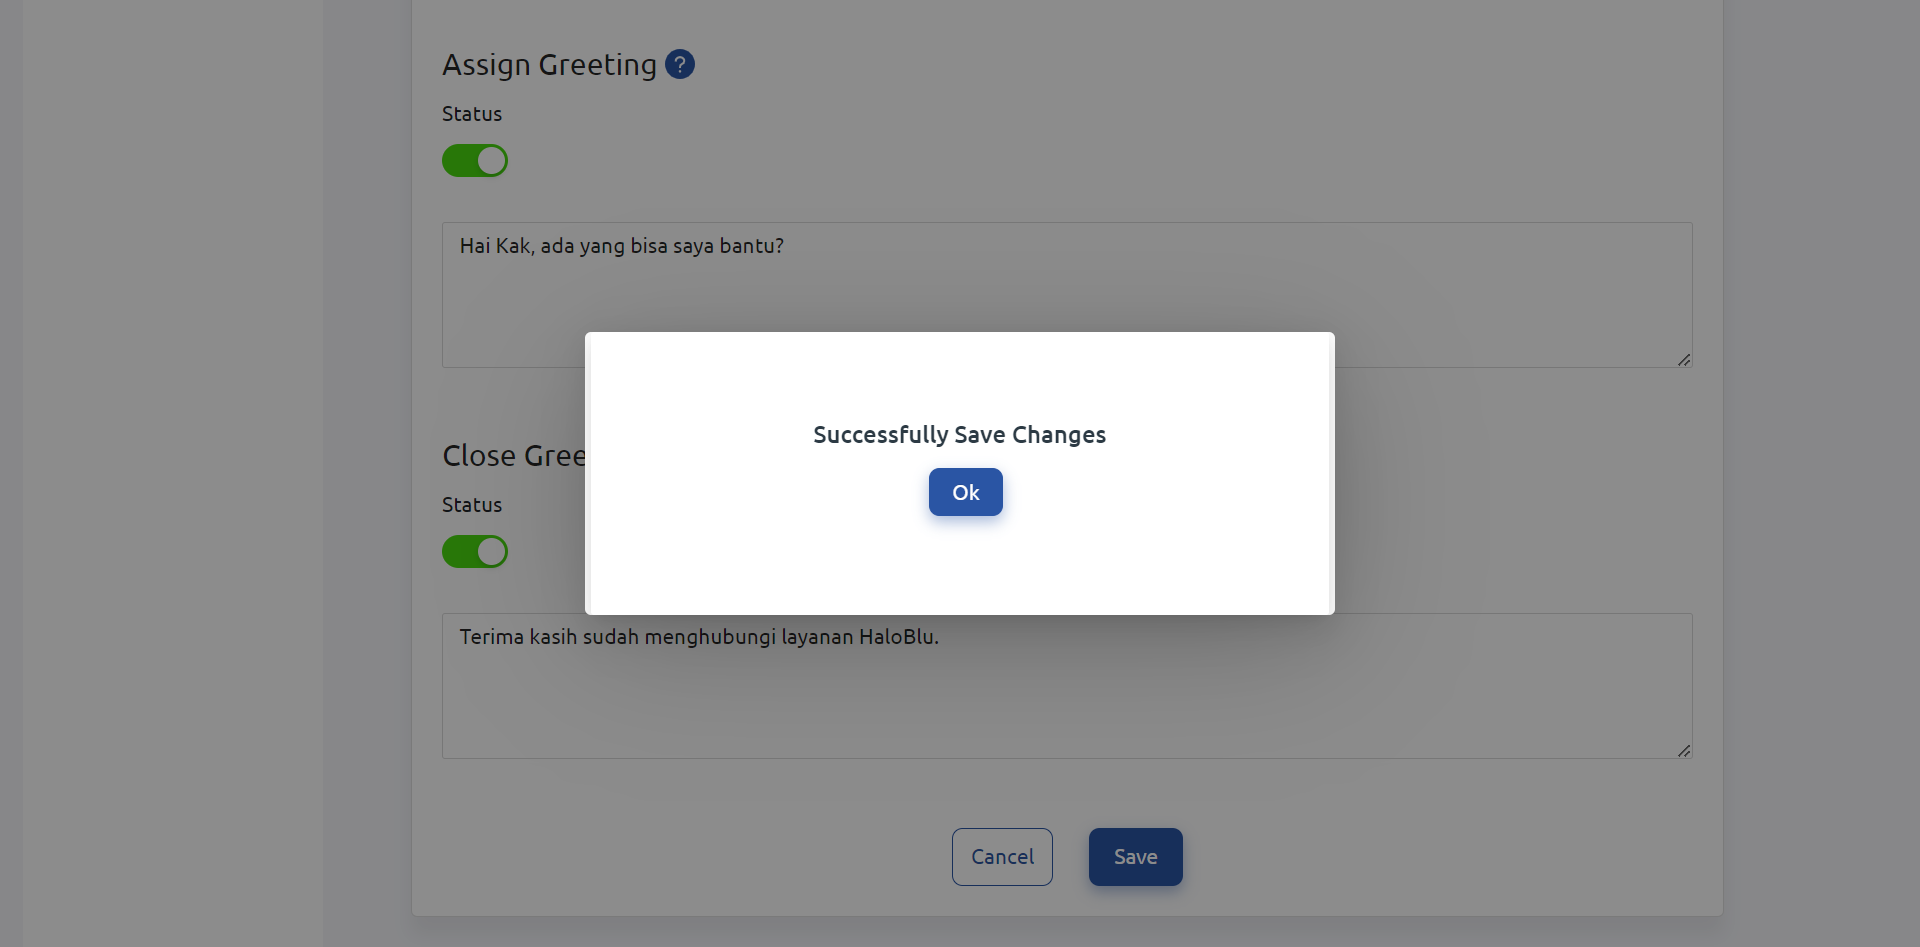 Assign Greeting ?
Status
Hai Kak, ada yang bisa saya bantu?
Successfully Save Changes
Ok
Close Gree
Status
Terima kasih sudah menghubungi layanan HaloBlu.
Cancel
Save